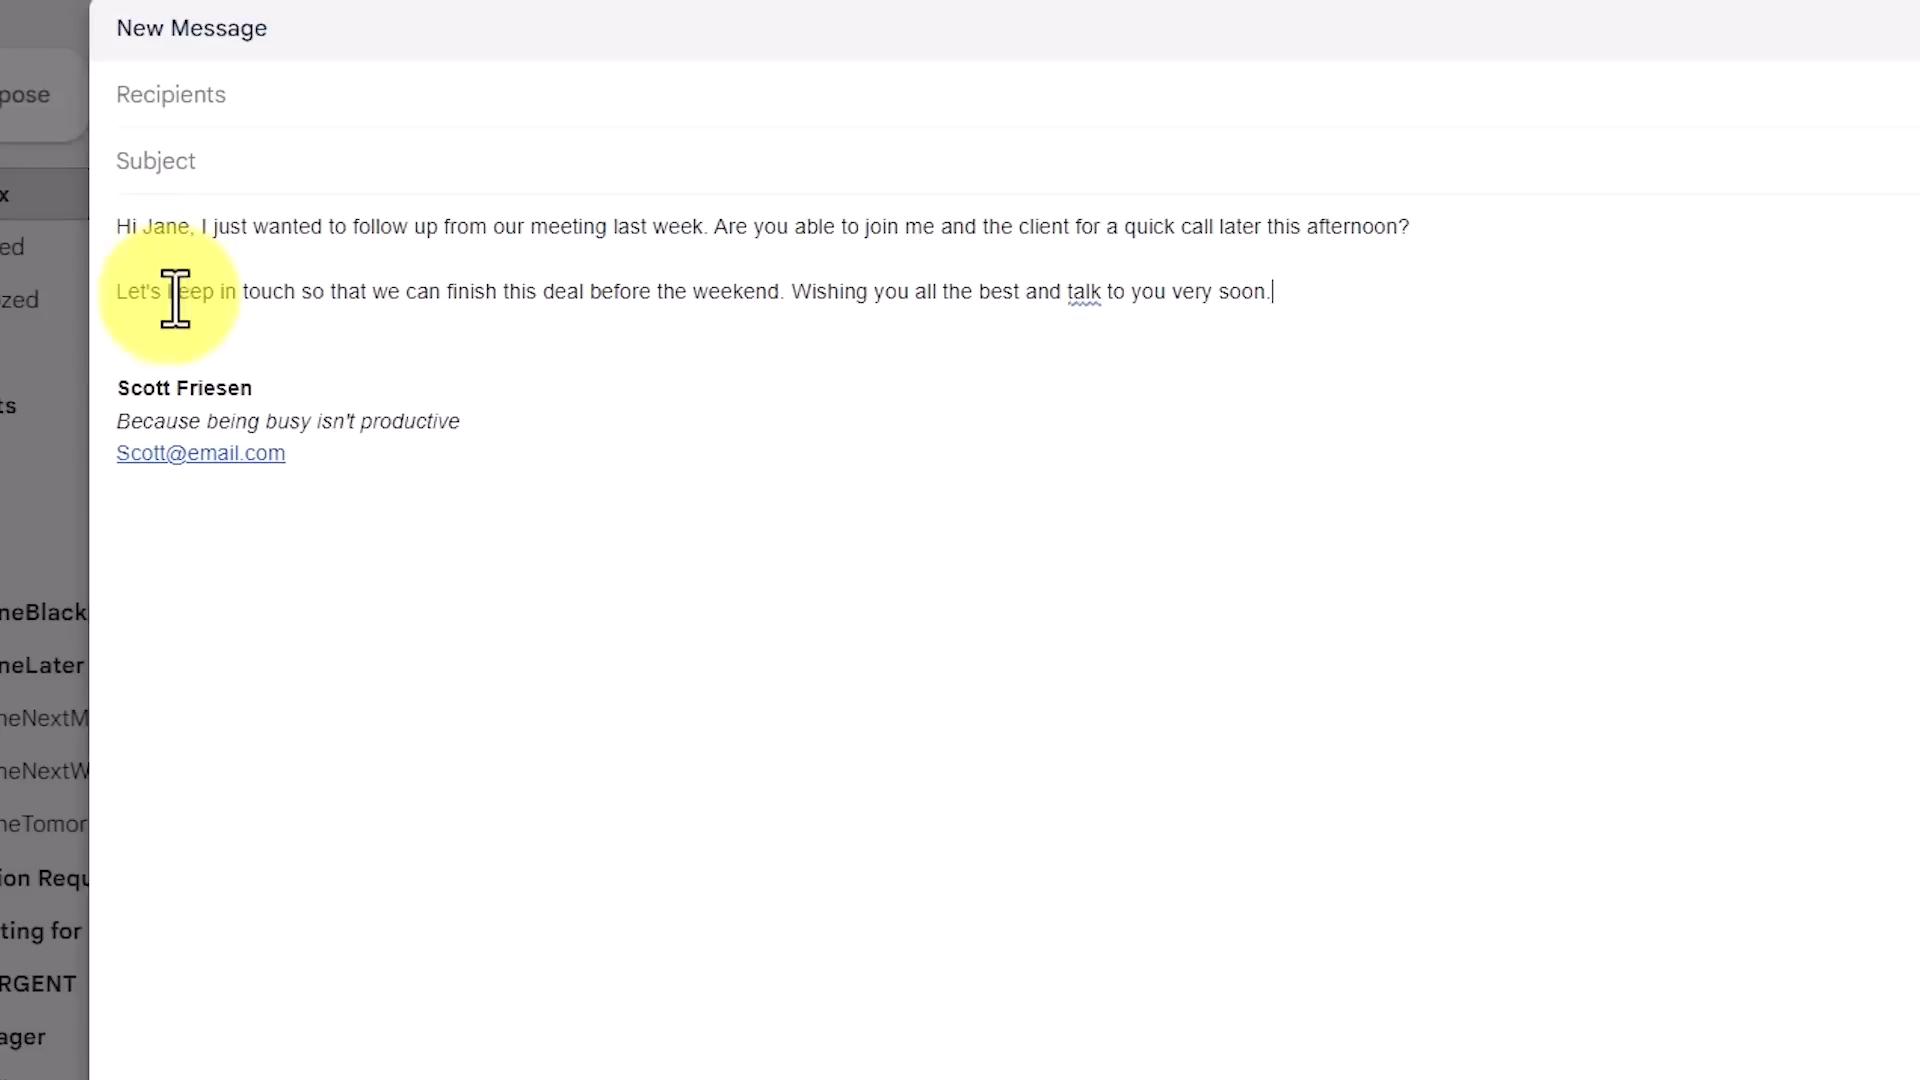 New Message
pose
Recipients
Subject
x
Hi Jane, I just wanted to follow up from our meeting last week. Are you able to join me and the client for a quick call later this afternoon?
ed
Let's keep in touch so that we can finish this deal before the weekend. Wishing you all the best and talk to you very soon.
zed
Scott Friesen
ts
Because being busy isn't productive
Scott@email.com
neBlack
neLater
neNextM
neNextW
neTomor
ion Requ
ting for
RGENT
ager